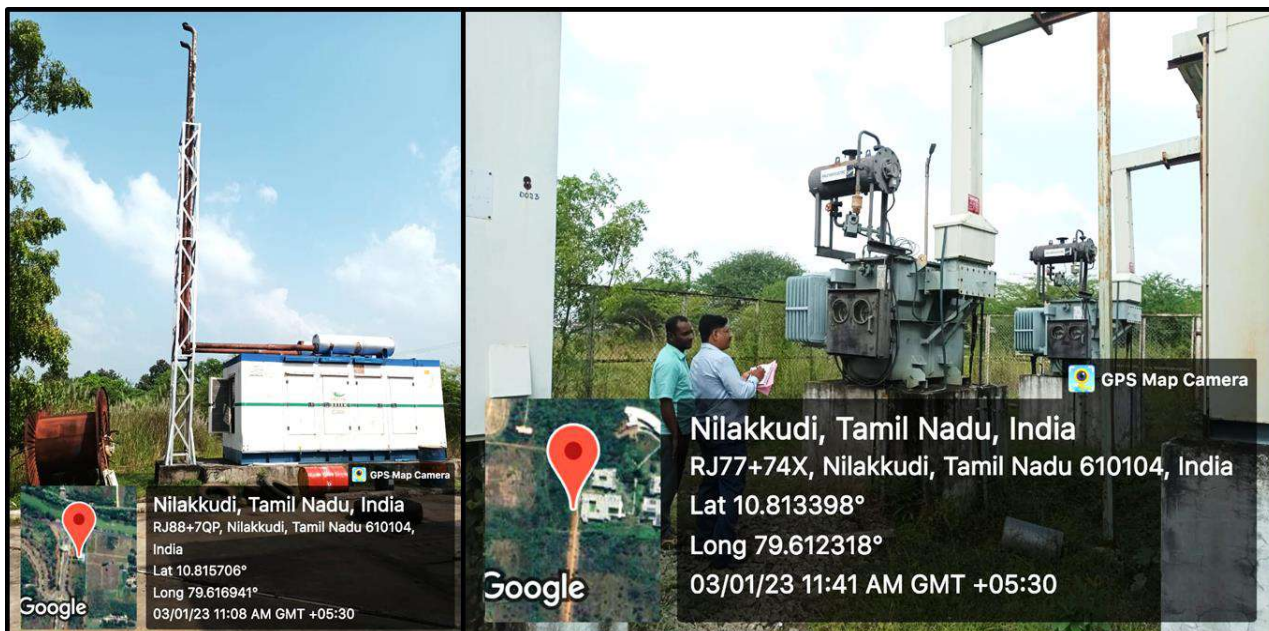 GPS Map Camera
Nilakkudi, Tamil Nadu, India
RJ88+7QP, Nilakkudi, Tamil Nadu 610104,
India
Lat 10.815706°
Long 79.616941°
03/01/23 11:08 AM GMT +05:30
Google
0023
GPS Map Camera
Nilakkudi, Tamil Nadu, India
RJ77+74X, Nilakkudi, Tamil Nadu 610104, India
Lat 10.813398°
Long 79.612318°
03/01/23 11:41 AM GMT +05:30
Google